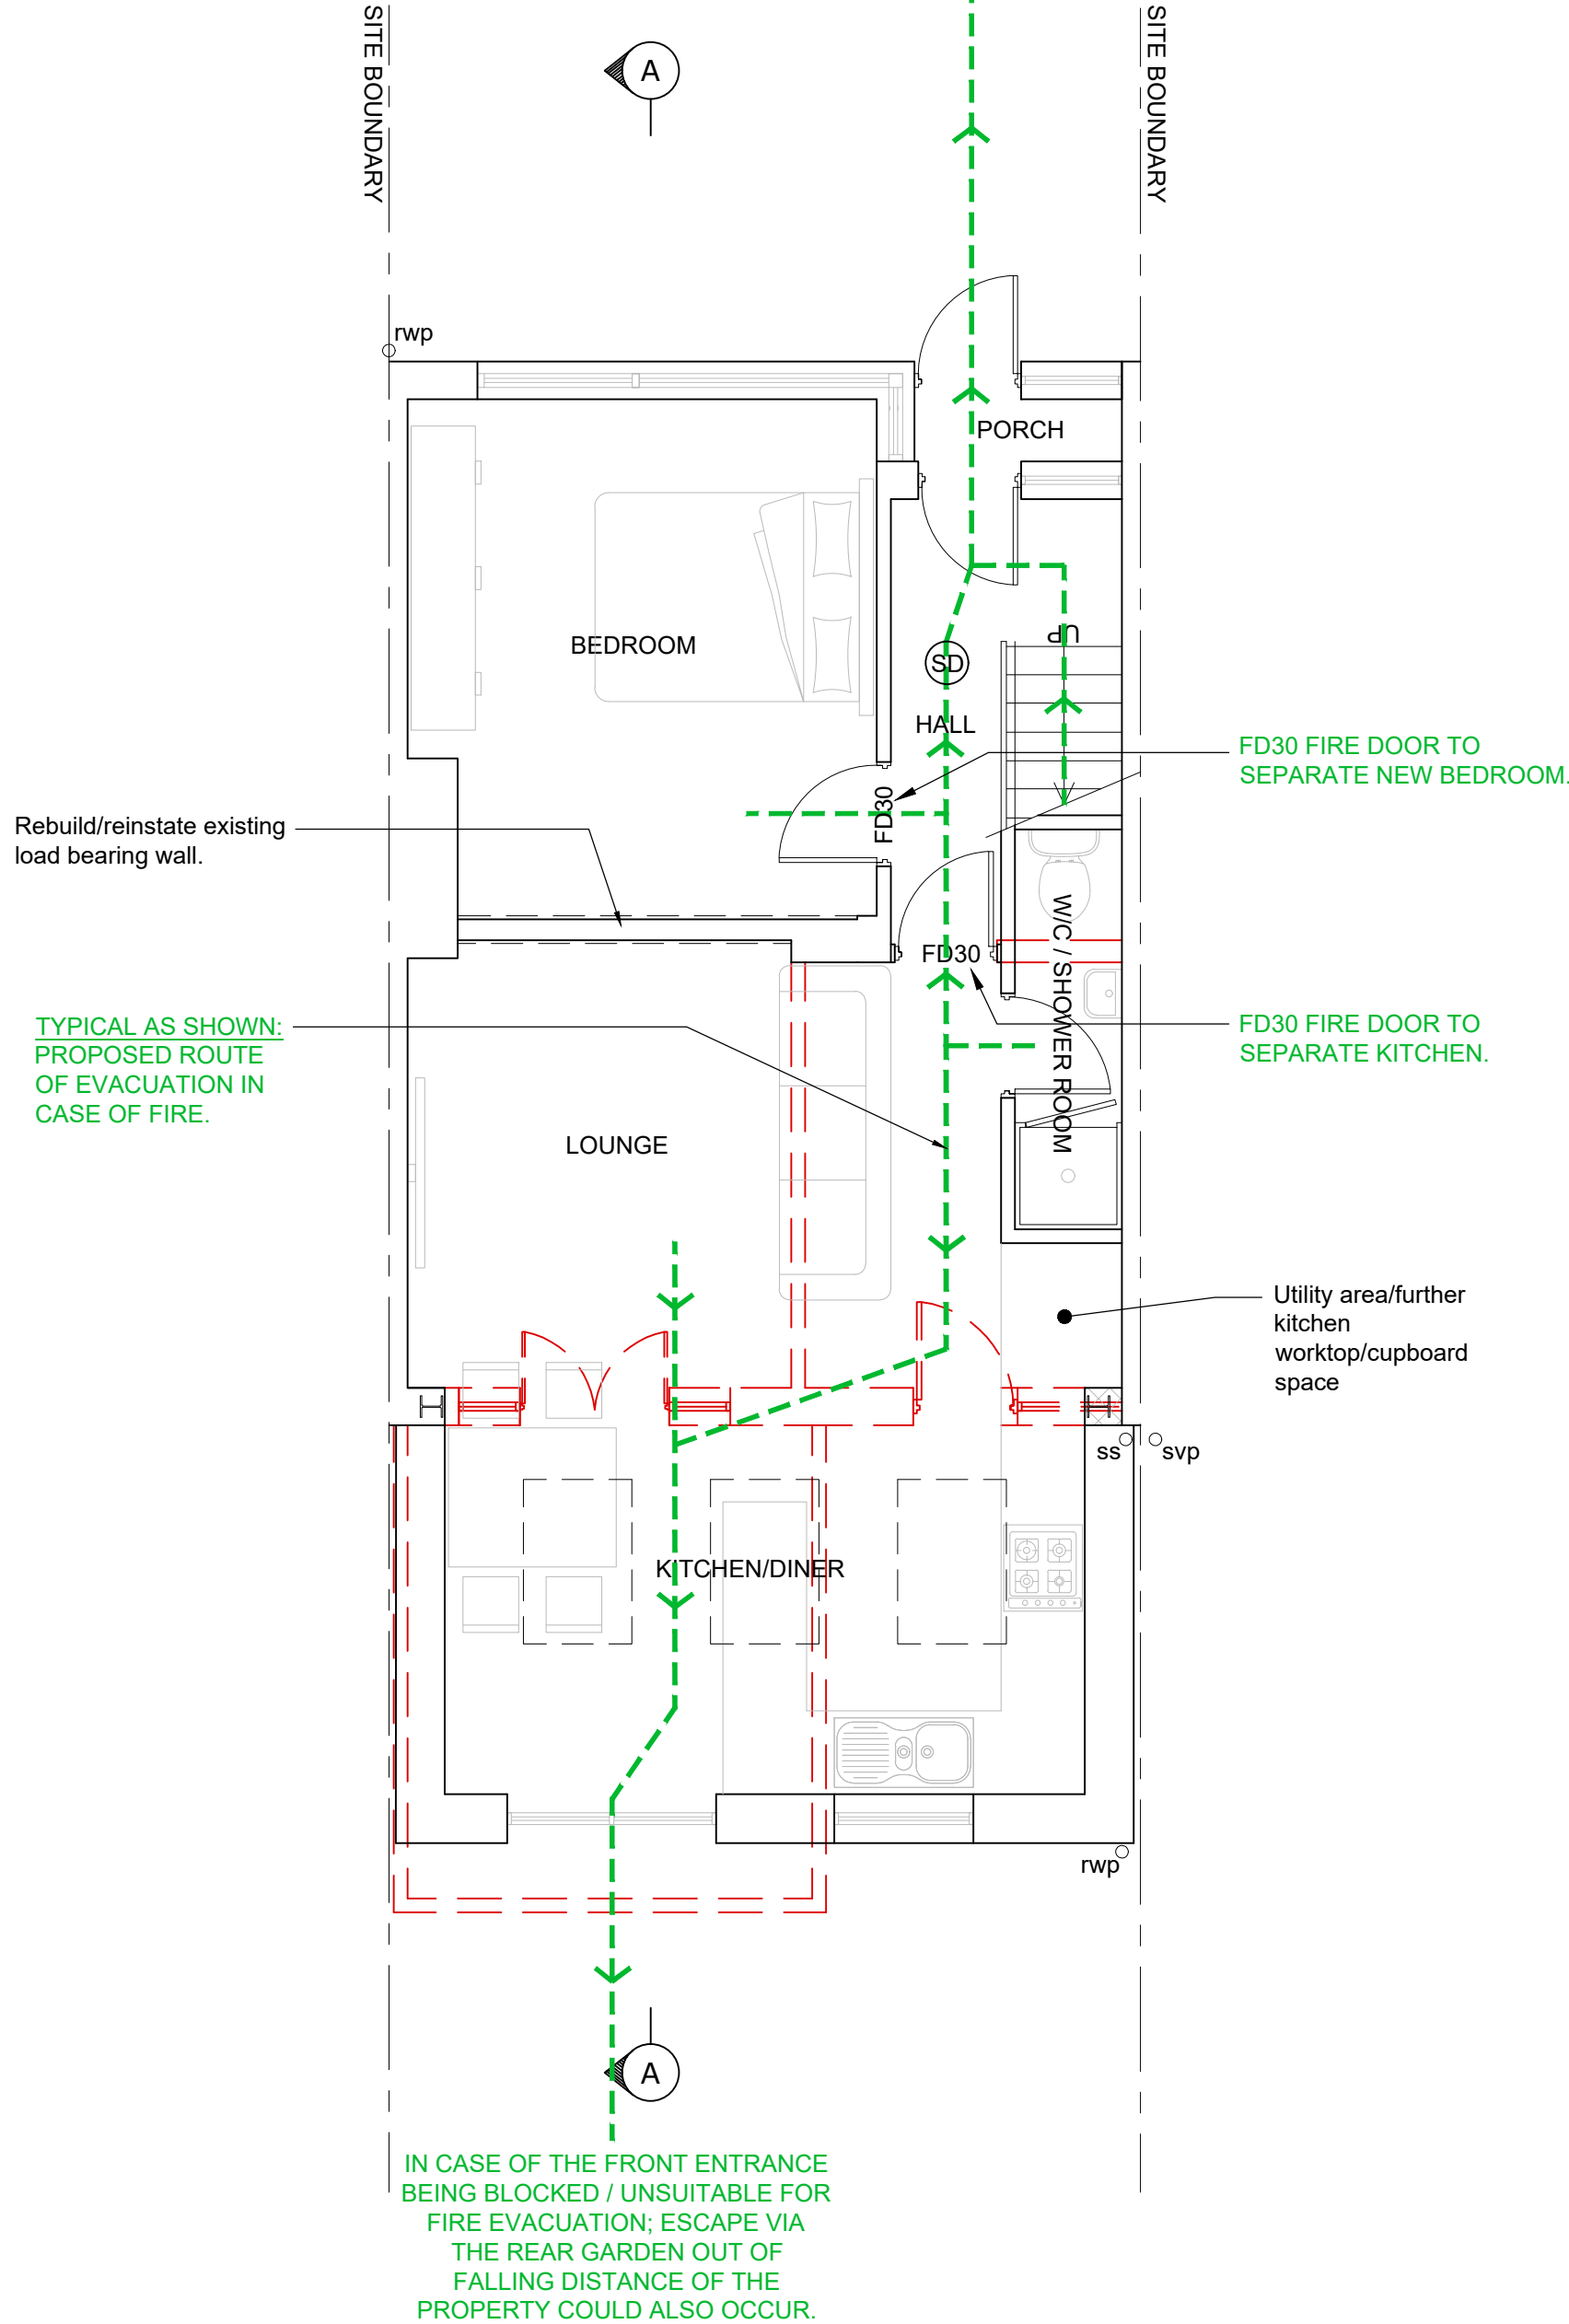 SITE BOUNDARY
SITE BOUNDARY
A
rwp
PORCH
BEDROOM
UP
SD
HALL
FD30 FIRE DOOR TO
SEPARATE NEW BEDROOM.
FD30
Rebuild/reinstate existing
load bearing wall.
W/C / SHOWER ROOM
FD30
TYPICAL AS SHOWN:
PROPOSED ROUTE
OF EVACUATION IN
CASE OF FIRE.
FD30 FIRE DOOR TO
SEPARATE KITCHEN.
LOUNGE
Utility area/further
kitchen
worktop/cupboard
space
ss
svp
KITCHEN/DINER
rwp
A
IN CASE OF THE FRONT ENTRANCE
BEING BLOCKED / UNSUITABLE FOR
FIRE EVACUATION; ESCAPE VIA
THE REAR GARDEN OUT OF
FALLING DISTANCE OF THE
PROPERTY COULD ALSO OCCUR.